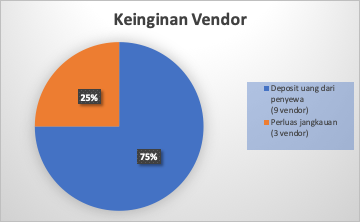 Keinginan Vendor
25%
75%
Deposit uang dari
penyewa
(9 vendor)
Perluas jangkauan
(3 vendor)